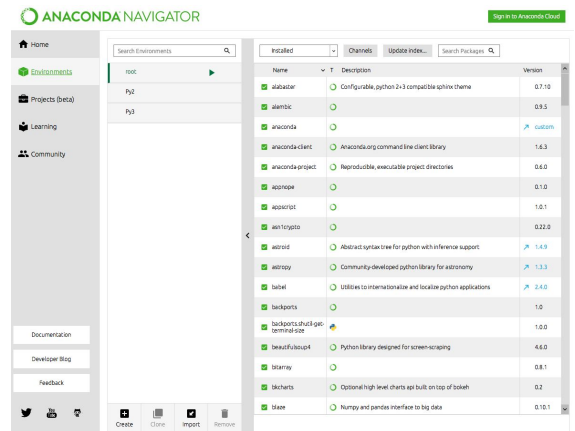 ANACONDA NAVIGATOR
Sign in to Anaconda Cloud
Home
Environments
Projects (beta)
Learning
Community
Documentation
Developer Blog
Feedback
You Tube
Search Environments
root
Py2
Py3
Create Clone Import Remove
Installed Channels Update index... Search Packages
Name T Description Version
alabaster Configurable, python 2+3 compatible sphinx theme 0.7.10
alembic 0.9.5
anaconda custom
anaconda-client Anaconda.org command line client library 1.6.3
anaconda-project Reproducible, executable project directories 0.6.0
appnope 0.1.0
appscript 1.0.1
asn1crypto 0.22.0
astroid Abstract syntax tree for python with inference support 1.4.9
astropy Community-developed python library for astronomy 1.3.3
babel Utilities to internationalize and localize python applications 2.4.0
backports 1.0
backports.shutil-get-
terminal-size 1.0.0
beautifulsoup4 Python library designed for screen-scraping 4.6.0
bitarray 0.8.1
bkcharts Optional high level charts api built on top of bokeh 0.2
blaze Numpy and pandas interface to big data 0.10.1